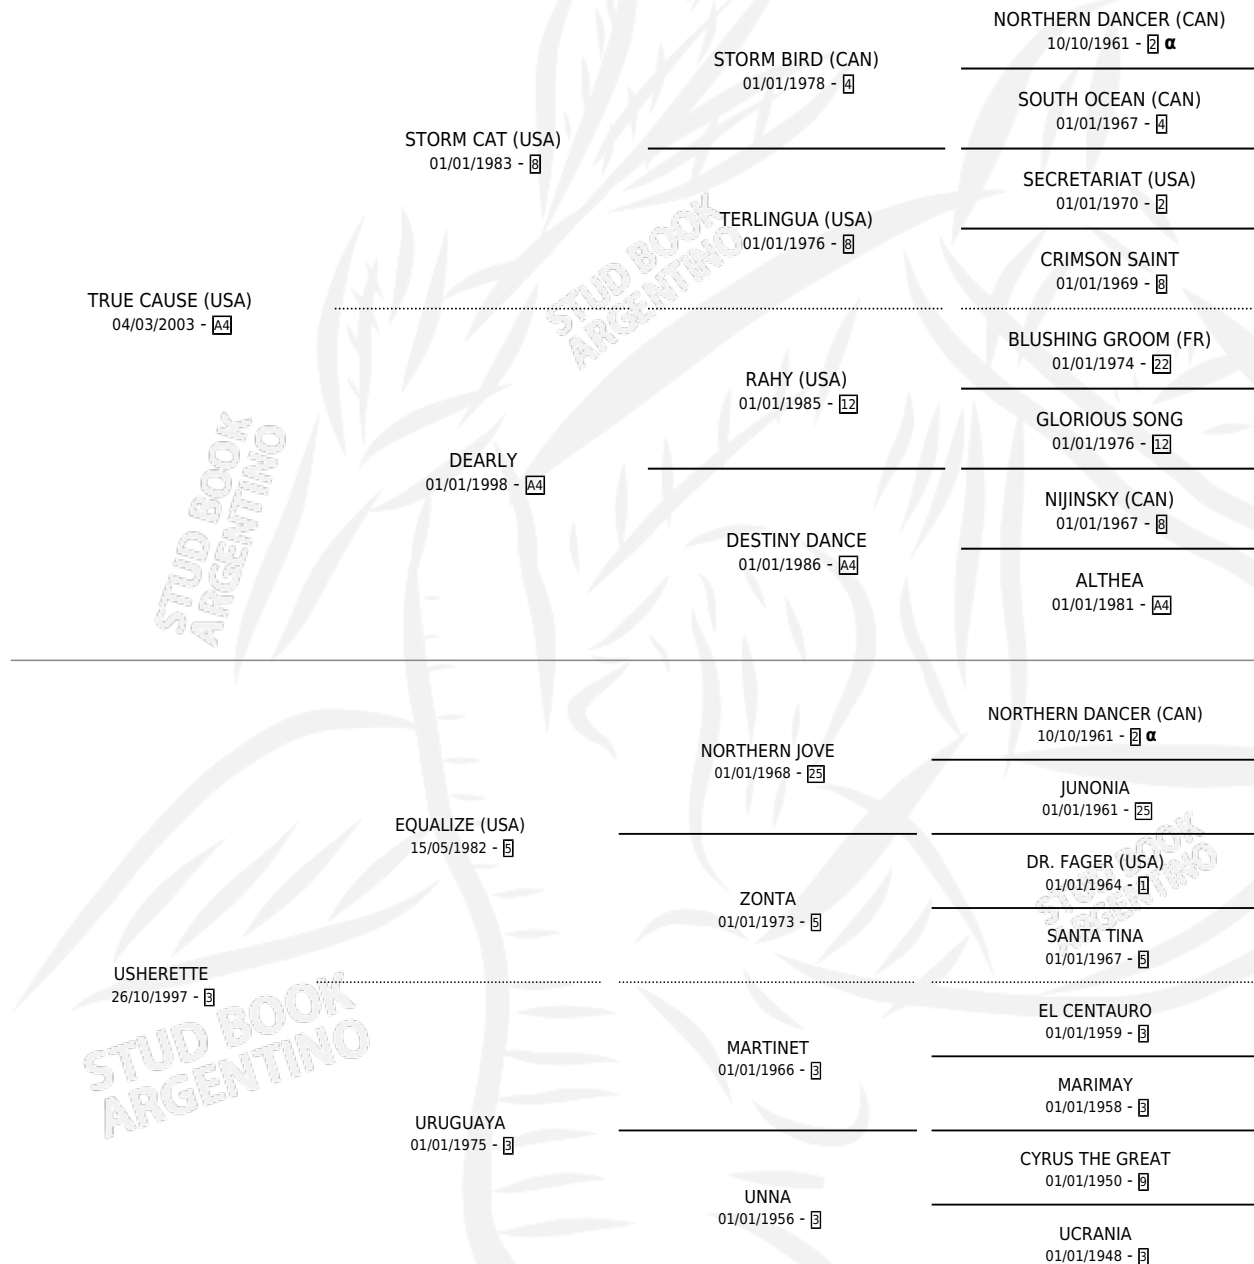 NORTHERN DANCER (CAN)
10/10/1961 - 2 α
STORM BIRD (CAN)
01/01/1978 - 4
SOUTH OCEAN (CAN)
01/01/1967 - 4
STORM CAT (USA)
01/01/1983 - 8
SECRETARIAT (USA)
01/01/1970 - 2
TERLINGUA (USA)
01/01/1976 - 8
CRIMSON SAINT
01/01/1969 - 8
TRUE CAUSE (USA)
04/03/2003 - A4
BLUSHING GROOM (FR)
01/01/1974 - 22
RAHY (USA)
01/01/1985 - 12
GLORIOUS SONG
01/01/1976 - 12
DEARLY
01/01/1998 - A4
NIJINSKY (CAN)
01/01/1967 - 8
DESTINY DANCE
01/01/1986 - A4
ALTHEA
01/01/1981 - A4
NORTHERN DANCER (CAN)
10/10/1961 - 2 α
NORTHERN JOVE
01/01/1968 - 25
JUNONIA
01/01/1961 - 25
EQUALIZE (USA)
15/05/1982 - 5
DR. FAGER (USA)
01/01/1964 - 1
ZONTA
01/01/1973 - 5
SANTA TINA
01/01/1967 - 5
USHERETTE
26/10/1997 - 3
EL CENTAURO
01/01/1959 - 3
MARTINET
01/01/1966 - 3
MARIMAY
01/01/1958 - 3
URUGUAYA
01/01/1975 - 3
CYRUS THE GREAT
01/01/1950 - 9
UNNA
01/01/1956 - 3
UCRANIA
01/01/1948 - 3
STUD BOOK
ARGENTINO
STUD BOOK
ARGENTINO
STUD BOOK
ARGENTINO
STUD BOOK
ARGENTINO